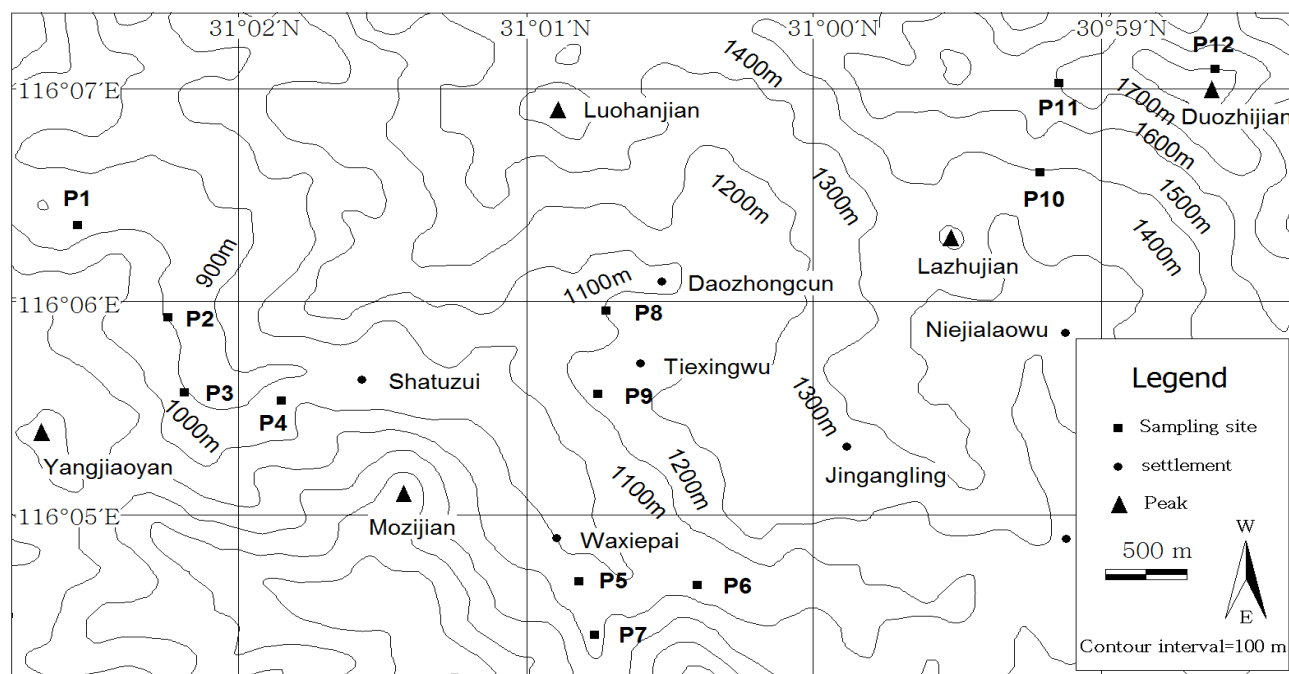 31°02´N
31°01´N
31°00´N
30°59´N
P12
1400m
116°07´E
Luohanjian
P11
1700m
Duozhijian
1600m
P1
1200m
1300m
P10
1500m
1400m
900m
Lazhujian
1100m
Daozhongcun
116°06´E
P2
P8
Niejialaowu
Tiexingwu
Shatuzui
P3
P9
P4
1000m
1300m
Yangjiaoyan
Jingangling
1200m
1100m
116°05´E
Mozijian
Waxiepai
P5
P6
P7
Legend
Sampling site
settlement
Peak
W
500 m
E
Contour interval=100 m